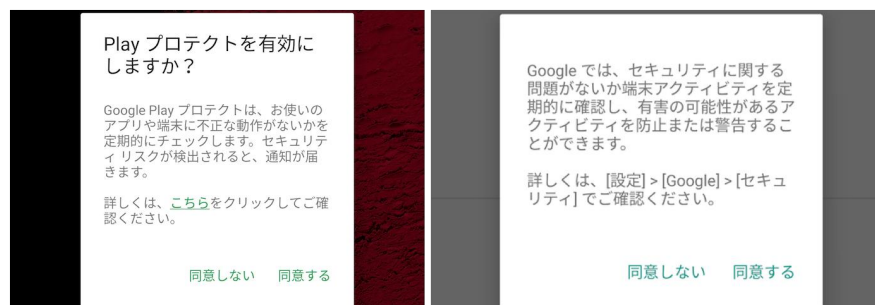 Play プロテクトを有効に
しますか？
Google Play プロテクトは、お使いの
アプリや端末に不正な動作がないかを
定期的にチェックします。セキュリテ
ィ リスクが検出されると、通知が届
きます。
詳しくは、こちらをクリックしてご確
認ください。
同意しない 同意する
Google では、セキュリティに関する
問題がないか端末アクティビティを定
期的に確認し、有害の可能性があるア
クティビティを防止または警告するこ
とができます。
詳しくは、[設定] > [Google] > [セキュ
リティ] でご確認ください。
同意しない 同意する